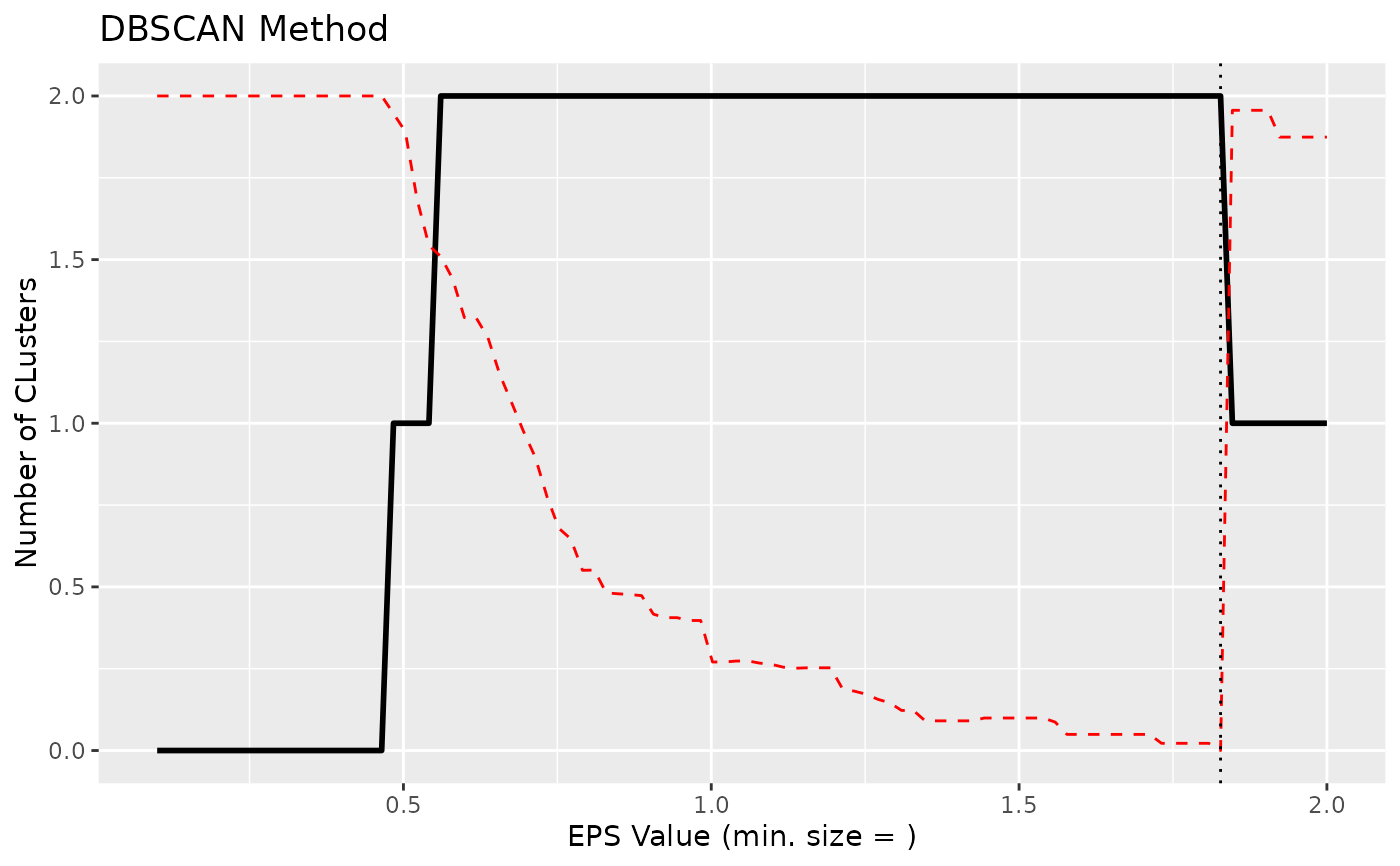 DBSCAN Method
2.0
1.5
1.0
0.5
0.0
Number of CLusters
0.5 1.0 1.5 2.0
EPS Value (min. size = )